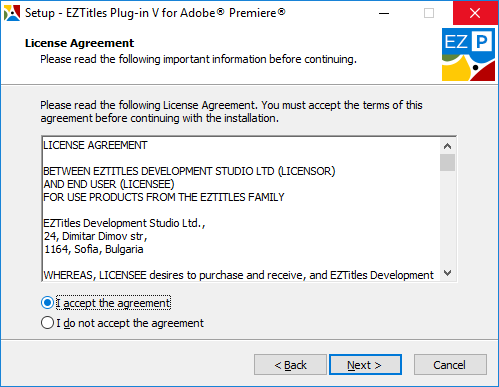 Setup - EZTitles Plug-in V for Adobe® Premiere®
License Agreement
Please read the following important information before continuing.
EZ P
Please read the following License Agreement. You must accept the terms of this
agreement before continuing with the installation.
LICENSE AGREEMENT
BETWEEN EZTITLES DEVELOPMENT STUDIO LTD (LICENSOR)
AND END USER (LICENSEE)
FOR USE PRODUCTS FROM THE EZTITLES FAMILY
EZTitles Development Studio Ltd.,
24, Dimitar Dimov str,
1164, Sofia, Bulgaria
WHEREAS, LICENSEE desires to purchase and receive, and EZTitles Development
I accept the agreement
I do not accept the agreement
< Back
Next >
Cancel